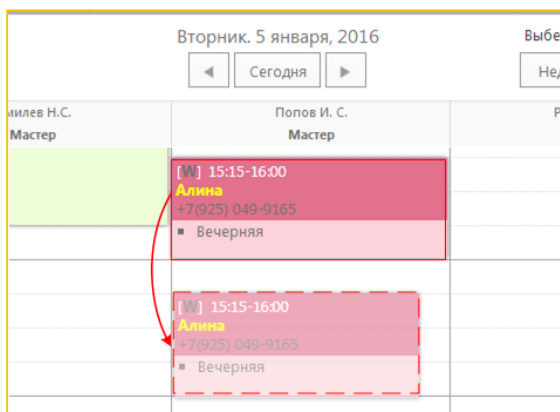 Вторник. 5 января, 2016
Выбе
◄ Сегодня ►
Нед
милев Н.С.
Мастер
Попов И. С.
Мастер
Р
[W] 15:15-16:00
Алина
+7(925) 049-9165
▪ Вечерняя
[W] 15:15-16:00
Алина
+7(925) 049-9165
▪ Вечерняя